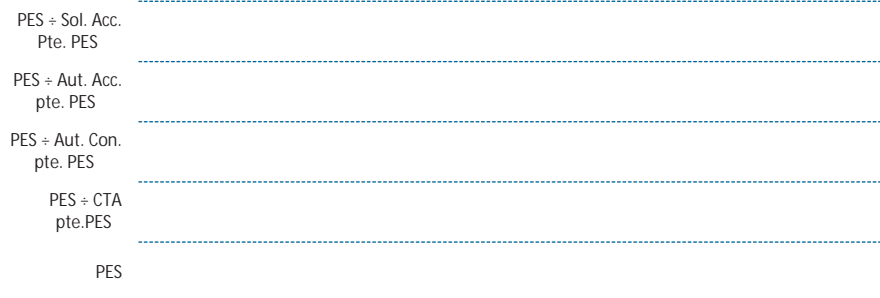 PES ÷ Sol. Acc.
Pte. PES
PES ÷ Aut. Acc.
pte. PES
PES ÷ Aut. Con.
pte. PES
PES ÷ CTA
pte.PES
PES